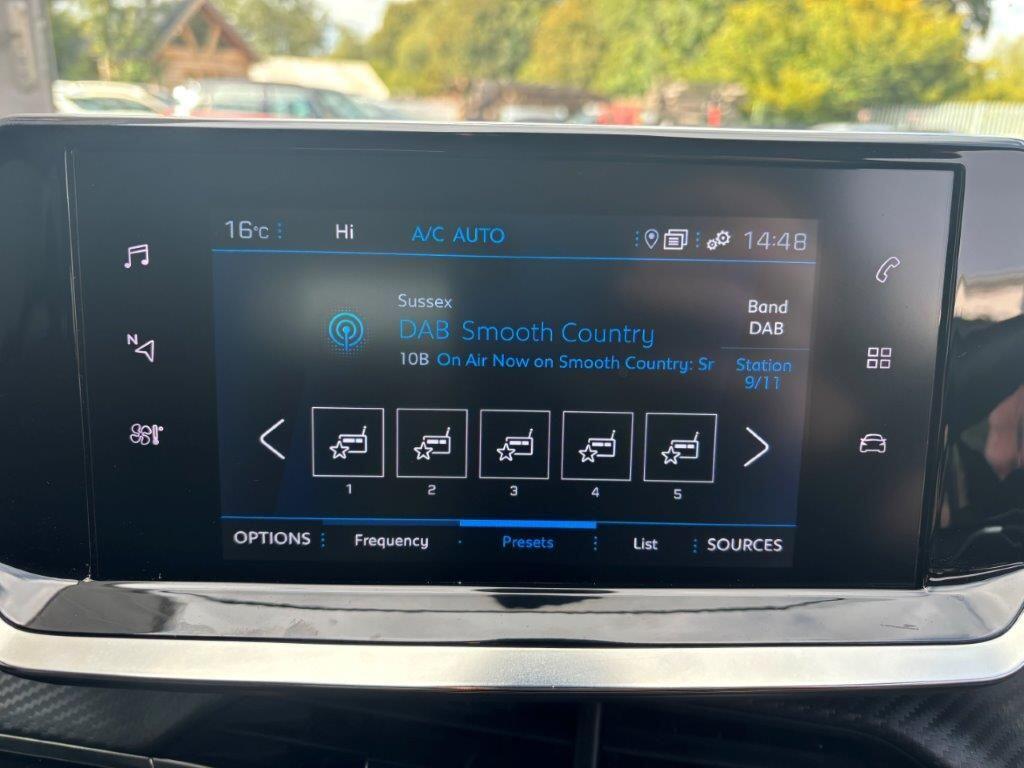 16°C Hi A/C AUTO 14:48
Sussex
DAB Smooth Country
10B On Air Now on Smooth Country: Sr
Band
DAB
Station
9/11
N
1 2 3 4 5
OPTIONS Frequency Presets List SOURCES